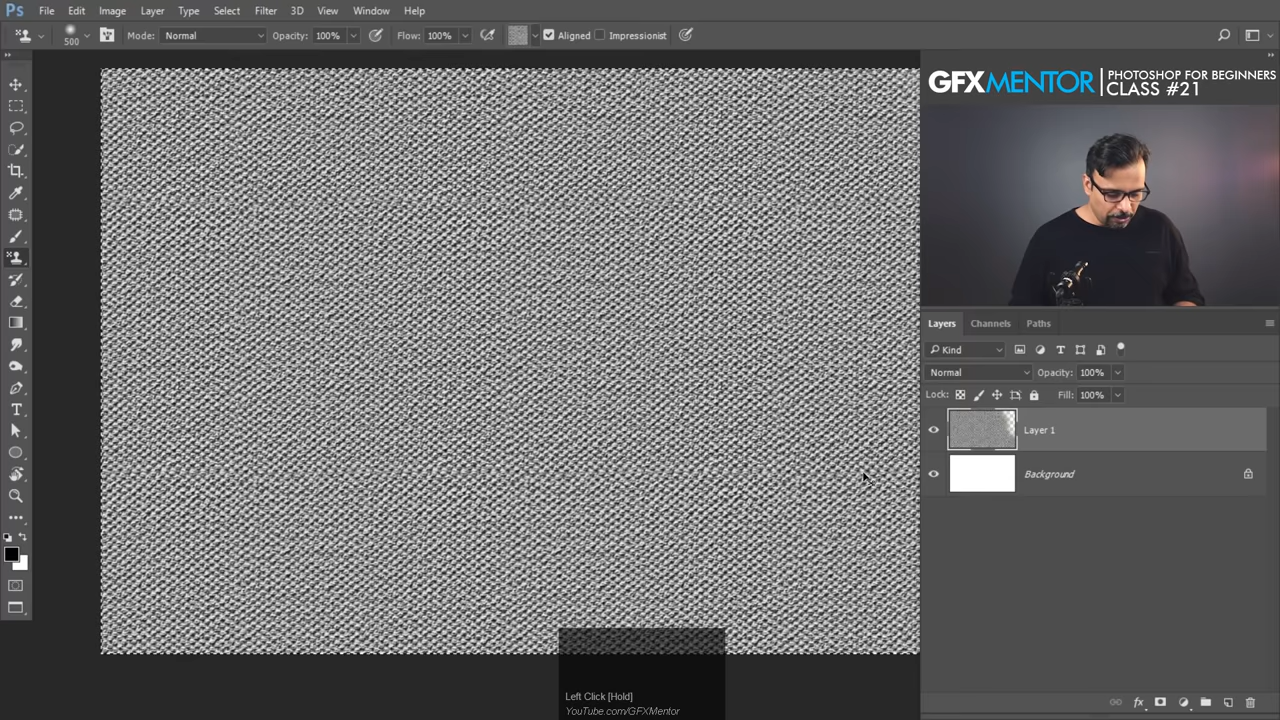 Ps File Edit Image Layer Type Select Filter 3D View Window Help
500 Mode: Normal Opacity: 100% Flow: 100% Aligned Impressionist
GFXMENTOR PHOTOSHOP FOR BEGINNERS
CLASS #21
Layers Channels Paths
Kind
Normal Opacity: 100%
Lock: Fill: 100%
Layer 1
Background
Left Click [Hold]
YouTube.com/GFXMentor